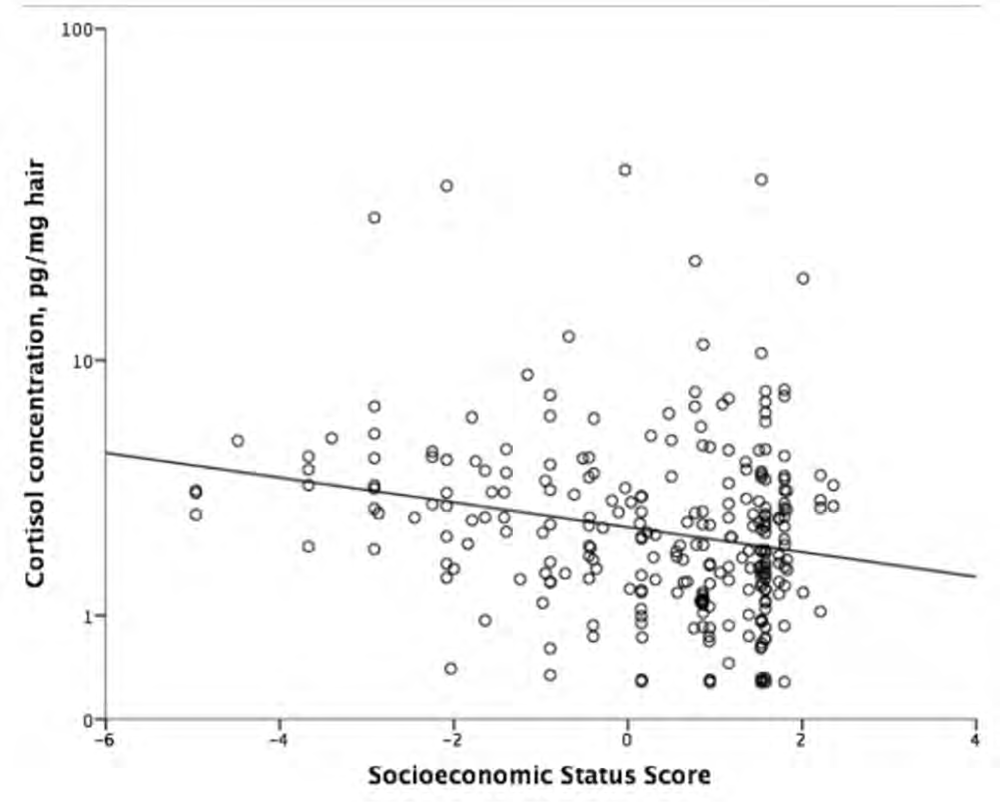 100
10
1
0
Cortisol concentration, pg/mg hair
-6 -4 -2 0 2 4
Socioeconomic Status Score